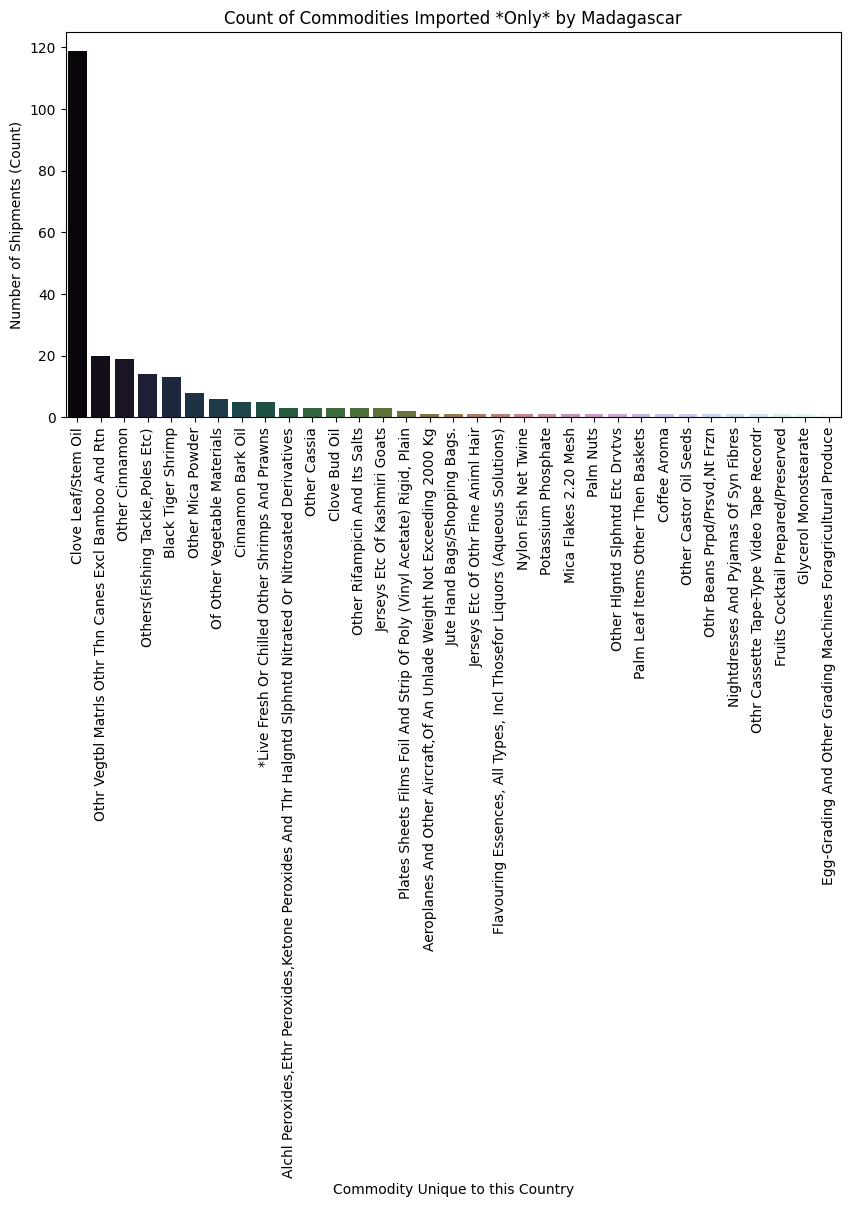 Count of Commodities Imported *Only* by Madagascar
Number of Shipments (Count)
120
100
80
60
40
20
0
Clove Leaf/Stem Oil
Othr Vegtbl Matrls Othr Thn Canes Excl Bamboo And Rtn
Other Cinnamon
Others(Fishing Tackle,Poles Etc)
Black Tiger Shrimp
Other Mica Powder
Of Other Vegetable Materials
Cinnamon Bark Oil
*Live Fresh Or Chilled Other Shrimps And Prawns
Alchl Peroxides,Ethr Peroxides,Ketone Peroxides And Thr Halgntd Slphntd Nitrated Or Nitrosated Derivatives
Other Cassia
Clove Bud Oil
Other Rifampicin And Its Salts
Jerseys Etc Of Kashmiri Goats
Plates Sheets Films Foil And Strip Of Poly (Vinyl Acetate) Rigid, Plain
Aeroplanes And Other Aircraft,Of An Unlade Weight Not Exceeding 2000 Kg
Jute Hand Bags/Shopping Bags.
Jerseys Etc Of Othr Fine Animl Hair
Flavouring Essences, All Types, Incl Thosefor Liquors (Aqueous Solutions)
Nylon Fish Net Twine
Potassium Phosphate
Mica Flakes 2.20 Mesh
Palm Nuts
Other Hlgntd Slphntd Etc Drvtvs
Palm Leaf Items Other Then Baskets
Coffee Aroma
Other Castor Oil Seeds
Othr Beans Prpd/Prsvd,Nt Frzn
Nightdresses And Pyjamas Of Syn Fibres
Othr Cassette Tape-Type Video Tape Recordr
Fruits Cocktail Prepared/Preserved
Glycerol Monostearate
Egg-Grading And Other Grading Machines Foragricultural Produce
Commodity Unique to this Country